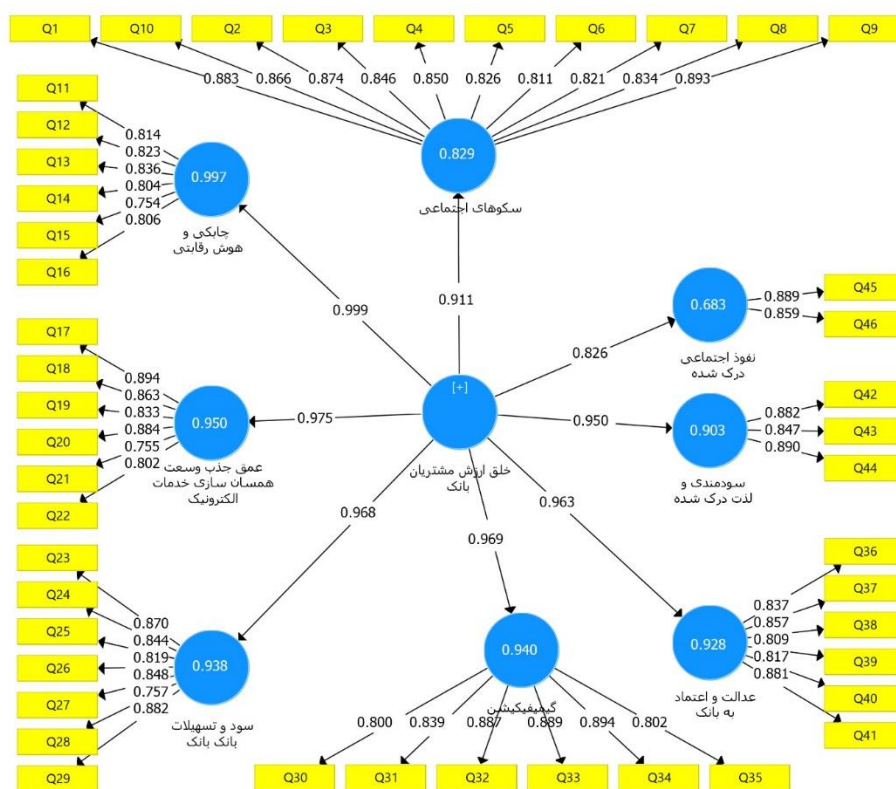 Q1 Q10 Q2 Q3 Q4 Q5 Q6 Q7 Q8 Q9
0.883 0.866 0.874 0.846 0.850 0.826 0.811 0.821 0.834 0.893
0.829
سکوهای اجتماعی
0.911
Q11
Q12
Q13
Q14
Q15
Q16
0.814
0.823
0.836
0.804
0.754
0.806
0.997
چابکی و
هوش رقابتی
0.999
Q17
Q18
Q19
Q20
Q21
Q22
0.894
0.863
0.833
0.884
0.755
0.802
0.950
عمق جذب وسعت
همسان سازی خدمات
الکترونیک
0.975
[+]
خلق ارزش مشتریان
بانک
0.826
0.683
نفوذ اجتماعی
درک شده
0.889
0.859
Q45
Q46
0.950
0.903
سودمندی و
لذت درک شده
0.882
0.847
0.890
Q42
Q43
Q44
0.968
Q23
Q24
Q25
Q26
Q27
Q28
Q29
0.870
0.844
0.819
0.848
0.757
0.882
0.938
سود و تسهیلات
بانک بانک
0.969
0.940
گیمیفیکیشن
0.800 0.839 0.887 0.889 0.894 0.802
Q30 Q31 Q32 Q33 Q34 Q35
0.963
0.928
عدالت و اعتماد
به بانک
0.837
0.857
0.809
0.817
0.881
Q36
Q37
Q38
Q39
Q40
Q41